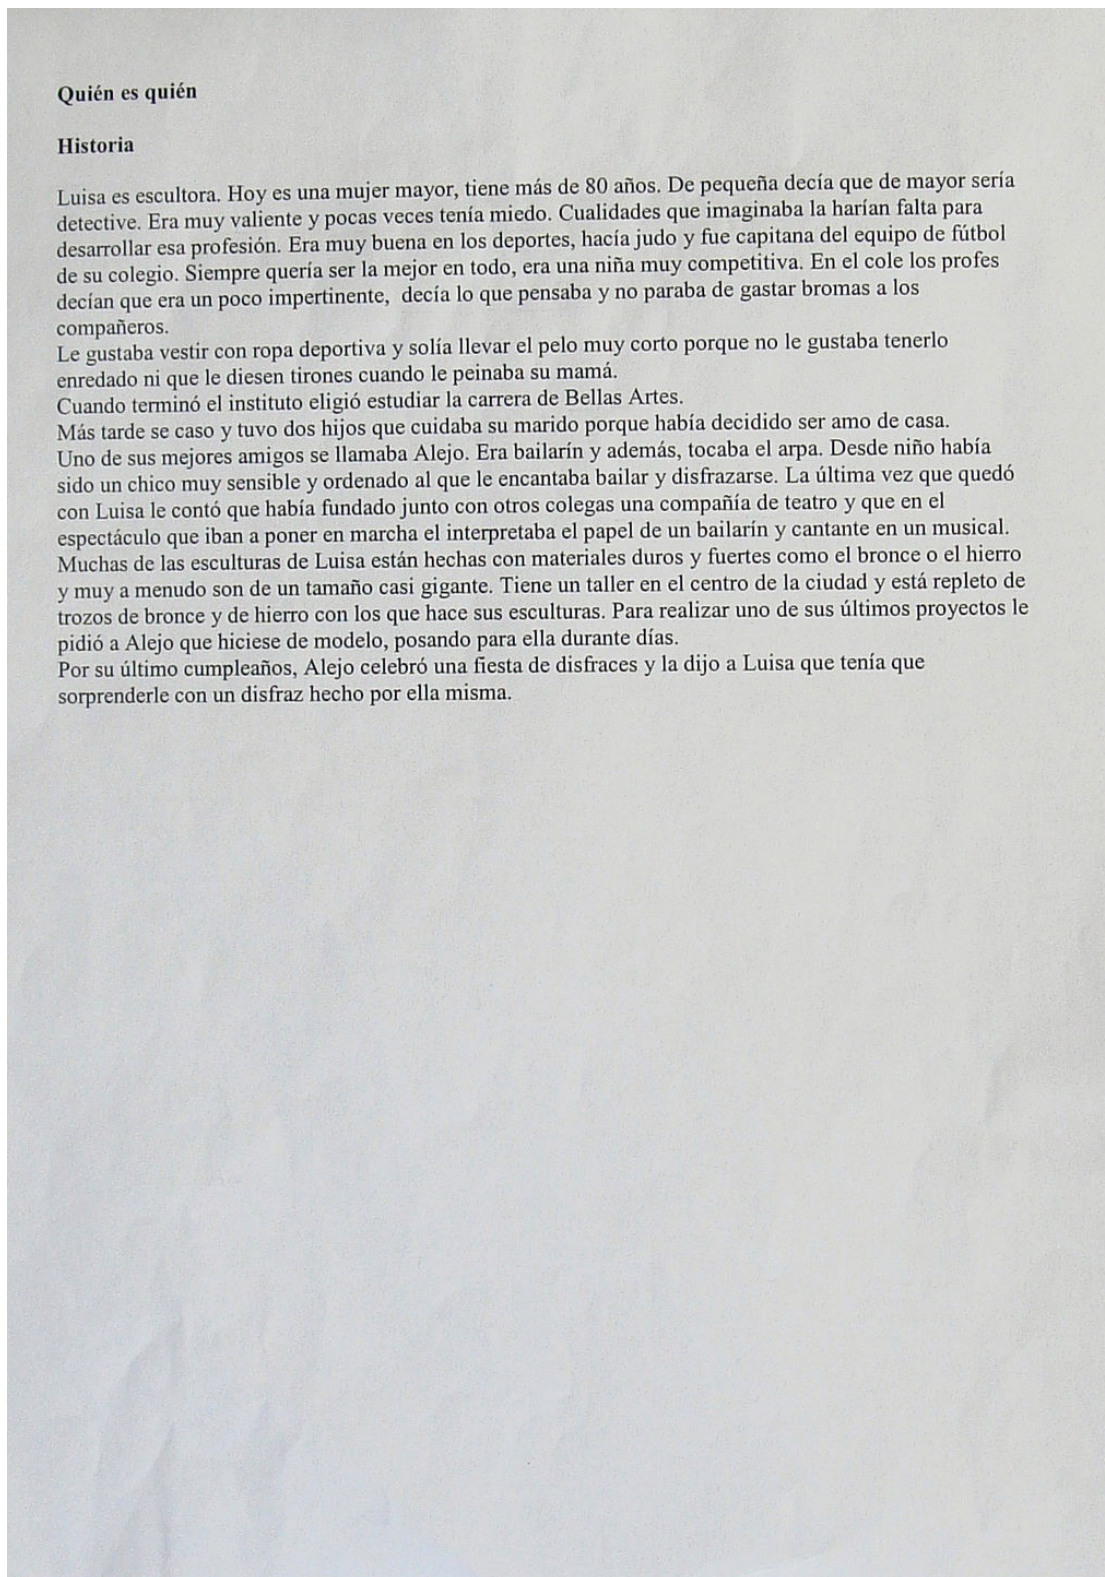 Quién es quién
Historia
Luisa es escultora. Hoy es una mujer mayor, tiene más de 80 años. De pequeña decía que de mayor sería
detective. Era muy valiente y pocas veces tenía miedo. Cualidades que imaginaba la harían falta para
desarrollar esa profesión. Era muy buena en los deportes, hacía judo y fue capitana del equipo de fútbol
de su colegio. Siempre quería ser la mejor en todo, era una niña muy competitiva. En el cole los profes
decían que era un poco impertinente,  decía lo que pensaba y no paraba de gastar bromas a los
compañeros.
Le gustaba vestir con ropa deportiva y solía llevar el pelo muy corto porque no le gustaba tenerlo
enredado ni que le diesen tirones cuando le peinaba su mamá.
Cuando terminó el instituto eligió estudiar la carrera de Bellas Artes.
Más tarde se caso y tuvo dos hijos que cuidaba su marido porque había decidido ser amo de casa.
Uno de sus mejores amigos se llamaba Alejo. Era bailarín y además, tocaba el arpa. Desde niño había
sido un chico muy sensible y ordenado al que le encantaba bailar y disfrazarse. La última vez que quedó
con Luisa le contó que había fundado junto con otros colegas una compañía de teatro y que en el
espectáculo que iban a poner en marcha el interpretaba el papel de un bailarín y cantante en un musical.
Muchas de las esculturas de Luisa están hechas con materiales duros y fuertes como el bronce o el hierro
y muy a menudo son de un tamaño casi gigante. Tiene un taller en el centro de la ciudad y está repleto de
trozos de bronce y de hierro con los que hace sus esculturas. Para realizar uno de sus últimos proyectos le
pidió a Alejo que hiciese de modelo, posando para ella durante días.
Por su último cumpleaños, Alejo celebró una fiesta de disfraces y la dijo a Luisa que tenía que
sorprenderle con un disfraz hecho por ella misma.